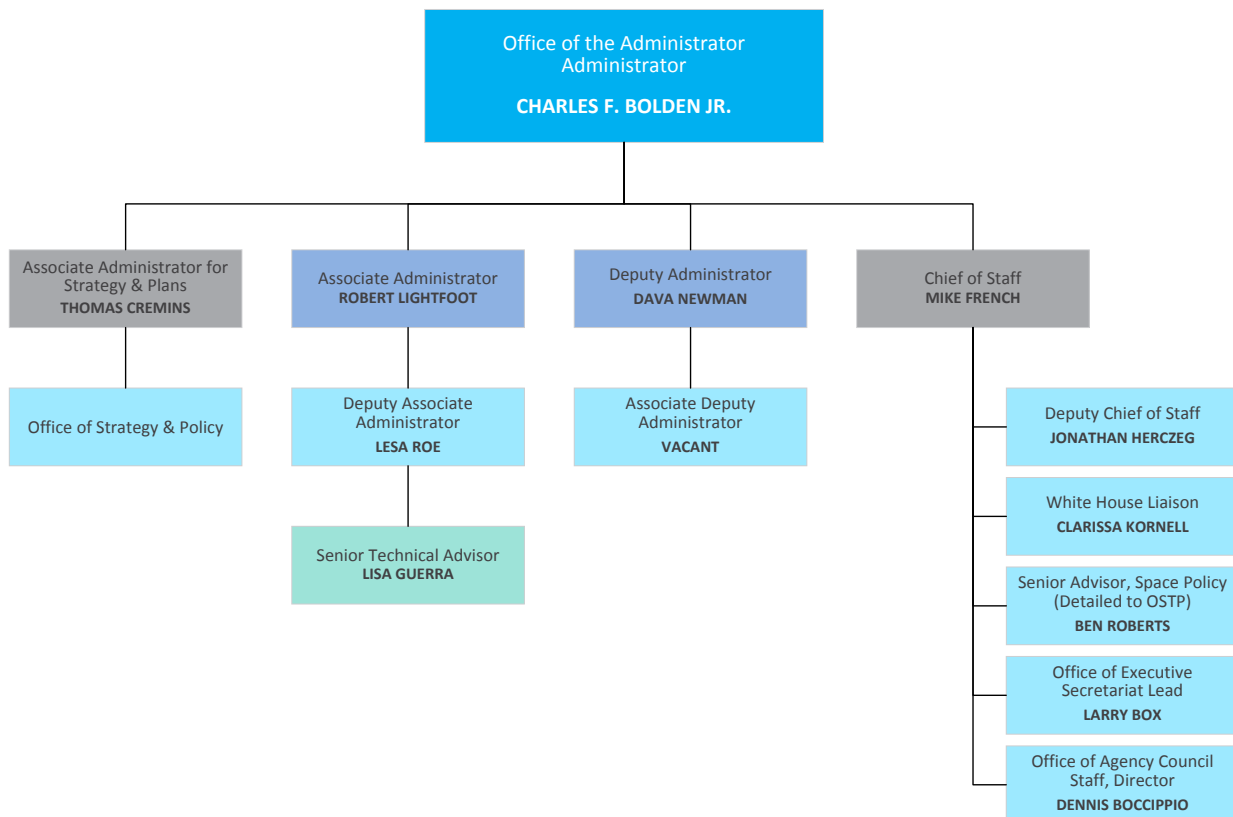 Office of the Administrator
Administrator
CHARLES F. BOLDEN JR.
Associate Administrator for
Strategy & Plans
THOMAS CREMINS
Associate Administrator
ROBERT LIGHTFOOT
Deputy Administrator
DAVA NEWMAN
Chief of Staff
MIKE FRENCH
Office of Strategy & Policy
Deputy Associate
Administrator
LESA ROE
Associate Deputy
Administrator
VACANT
Deputy Chief of Staff
JONATHAN HERCZEG
White House Liaison
CLARISSA KORNELL
Senior Technical Advisor
LISA GUERRA
Senior Advisor, Space Policy
(Detailed to OSTP)
BEN ROBERTS
Office of Executive
Secretariat Lead
LARRY BOX
Office of Agency Council
Staff, Director
DENNIS BOCCIPPIO